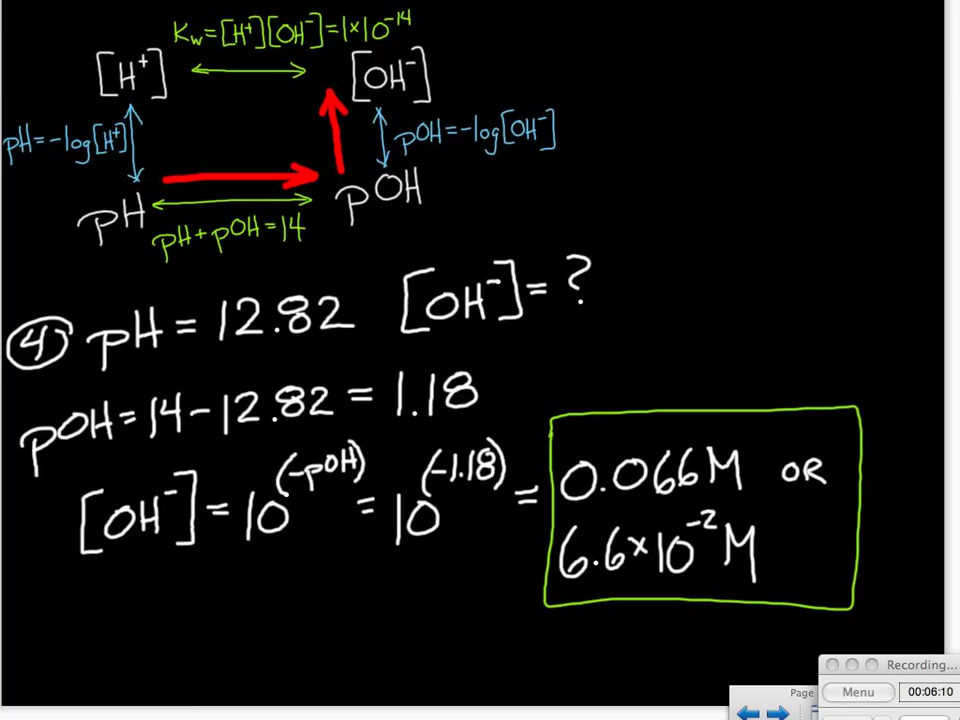 Kw=[H⁺][OH⁻]=1×10⁻¹⁴
[H⁺] [OH⁻]
pH=-log[H⁺] pOH=-log[OH⁻]
pH pOH
pH+pOH=14
④ pH = 12.82 [OH⁻]= ?
pOH=14-12.82 = 1.18
[OH⁻]= 10^(-pOH) = 10^(-1.18) = 0.066M OR
6.6×10⁻² M
Recording...
Page Menu 00:06:10